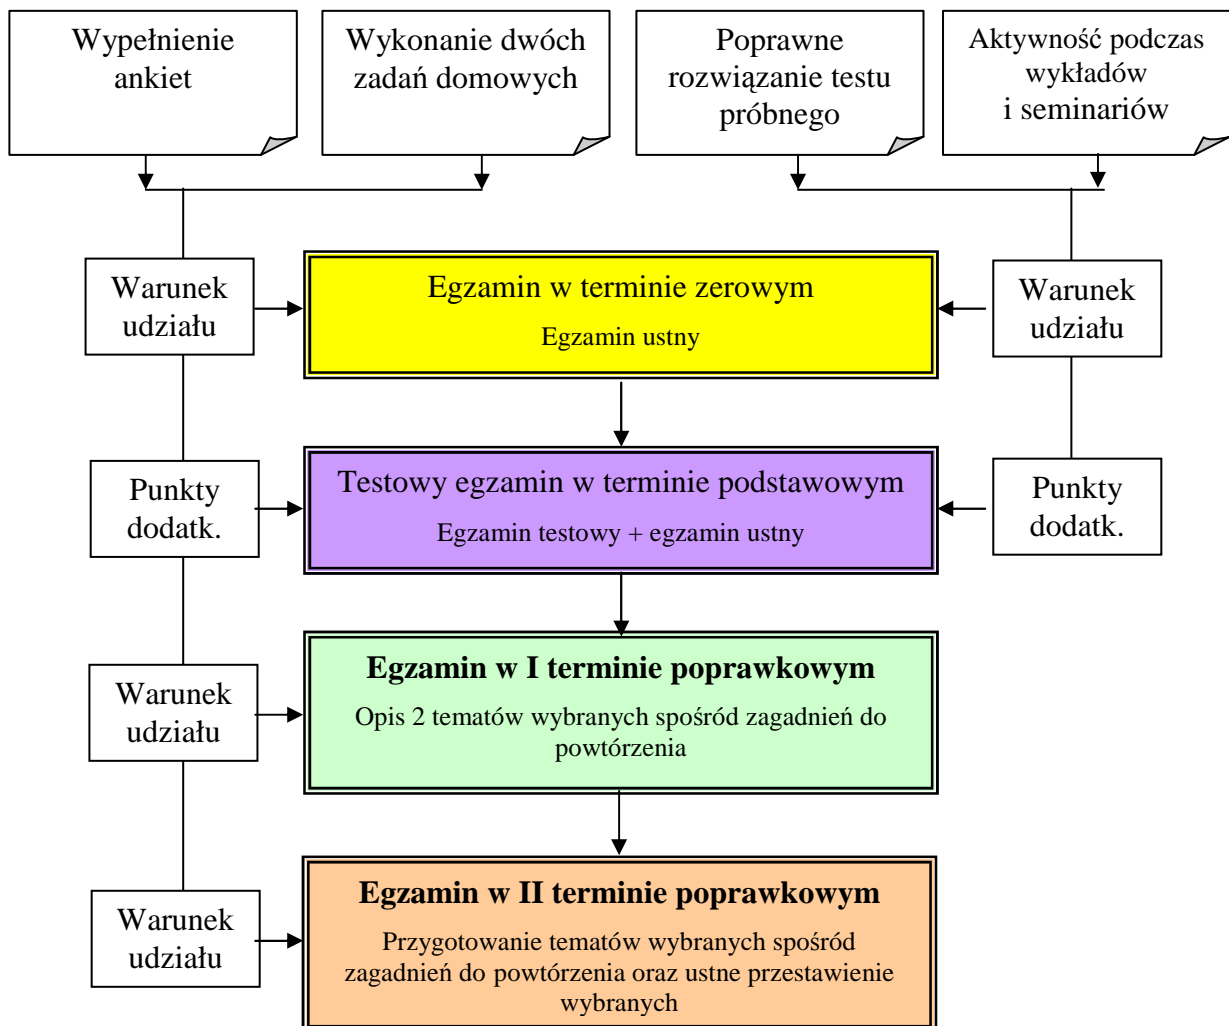 Wypełnienie
ankiet
Wykonanie dwóch
zadań domowych
Poprawne
rozwiązanie testu
próbnego
Aktywność podczas
wykładów
i seminariów
Warunek
udziału
Egzamin w terminie zerowym
Egzamin ustny
Warunek
udziału
Punkty
dodatk.
Testowy egzamin w terminie podstawowym
Egzamin testowy + egzamin ustny
Punkty
dodatk.
Warunek
udziału
Egzamin w I terminie poprawkowym
Opis 2 tematów wybranych spośród zagadnień do
powtórzenia
Warunek
udziału
Egzamin w II terminie poprawkowym
Przygotowanie tematów wybranych spośród
zagadnień do powtórzenia oraz ustne przestawienie
wybranych